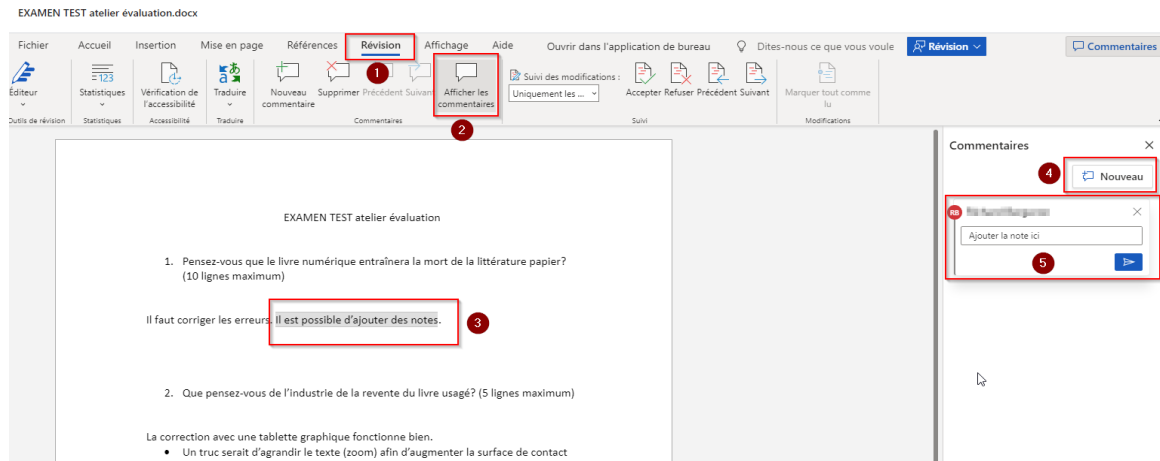 EXAMEN TEST atelier évaluation.docx
Fichier Accueil Insertion Mise en page Références Révision Affichage Aide Ouvrir dans l'application de bureau Dites-nous ce que vous voule Révision Commentaires
1
Éditeur
Statistiques
Vérification de l'accessibilité
Traduire
Nouveau commentaire
Supprimer Précédent Suivant
Afficher les commentaires
Suivi des modifications :
Uniquement les ...
Accepter Refuser Précédent Suivant
Marquer tout comme lu
Outils de révision Statistiques Accessibilité Traduire Commentaires Suivi Modifications
2
Commentaires
4
Nouveau
RB
Ajouter la note ici
5
EXAMEN TEST atelier évaluation
1. Pensez-vous que le livre numérique entraînera la mort de la littérature papier?
(10 lignes maximum)
Il faut corriger les erreurs. Il est possible d'ajouter des notes.
3
2. Que pensez-vous de l'industrie de la revente du livre usagé? (5 lignes maximum)
La correction avec une tablette graphique fonctionne bien.
• Un truc serait d'agrandir le texte (zoom) afin d'augmenter la surface de contact